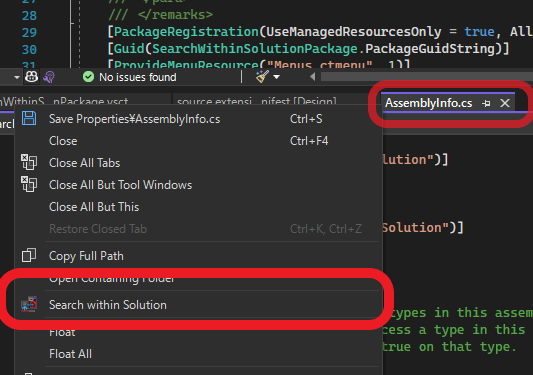 27 /// </para>
28 /// </remarks>
29 [PackageRegistration(UseManagedResourcesOnly = true, All
30 [Guid(SearchWithinSolutionPackage.PackageGuidString)]
31 [ProvideMenuResource("Menus.ctmenu", 1)]
No issues found
nWithinS...nPackage.vsct source.extensi...nifest [Design] AssemblyInfo.cs
arc
Save Properties¥AssemblyInfo.cs Ctrl+S
Close Ctrl+F4
Close All Tabs
Close All But Tool Windows
Close All But This
Restore Closed Tab Ctrl+K, Ctrl+Z
Copy Full Path
Open Containing Folder
Search within Solution
Float
Float All
lution")]
Solution")]
types in this assem
cess a type in this
true on that type.